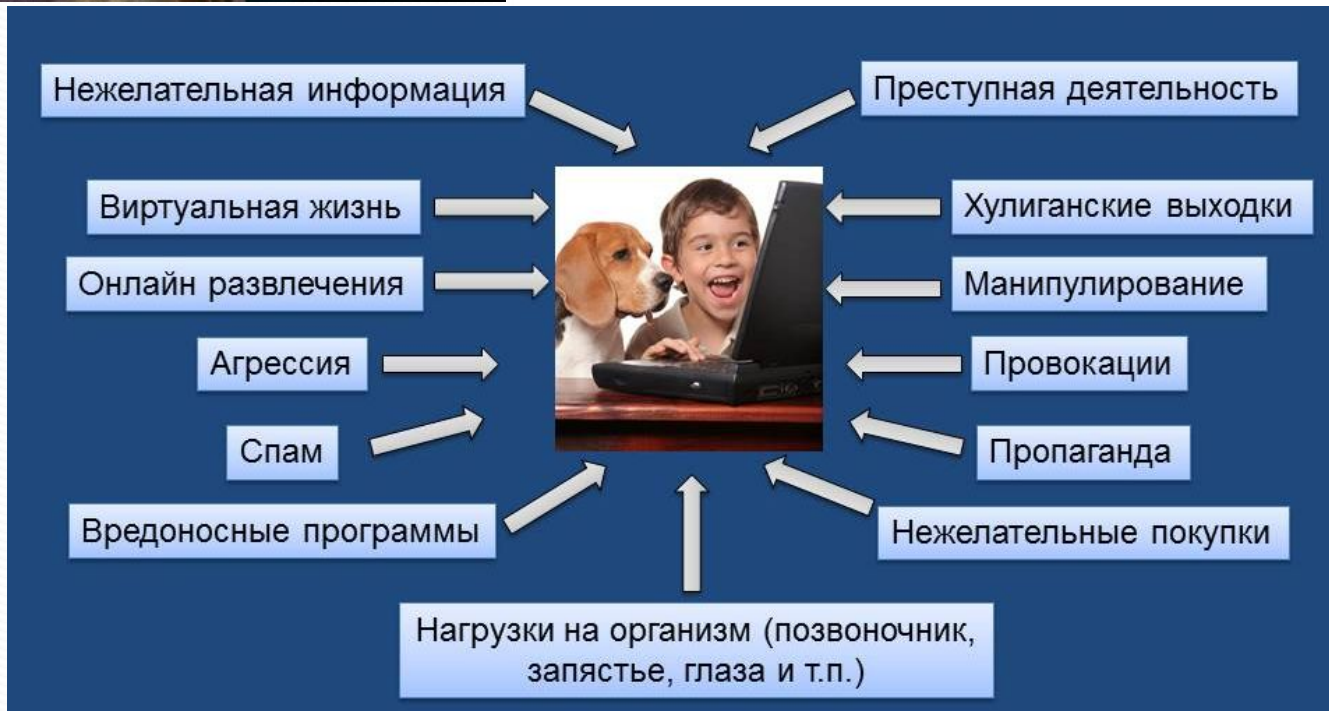 Нежелательная информация
Преступная деятельность
Виртуальная жизнь
Хулиганские выходки
Онлайн развлечения
Манипулирование
Агрессия
Провокации
Спам
Пропаганда
Вредоносные программы
Нежелательные покупки
Нагрузки на организм (позвоночник,
запястье, глаза и т.п.)